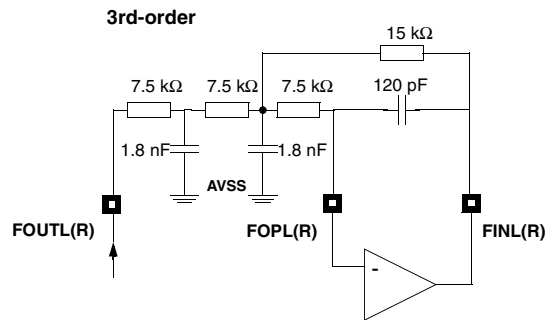 3rd-order
15 kΩ
7.5 kΩ 7.5 kΩ 7.5 kΩ 120 pF
1.8 nF 1.8 nF
AVSS
FOUTL(R) FOPL(R) FINL(R)
-